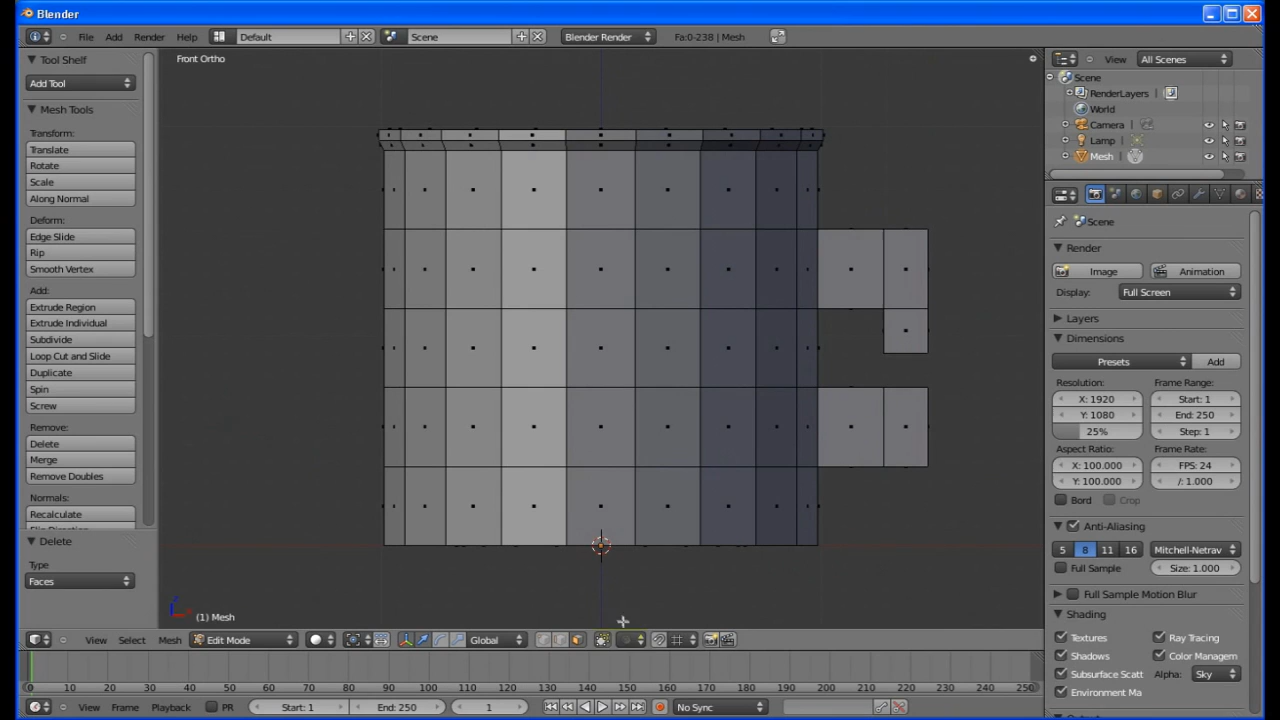 Blender
File Add Render Help Default Scene Blender Render Fa:0-238 | Mesh
Tool Shelf
Add Tool
Mesh Tools
Transform:
Translate
Rotate
Scale
Along Normal
Deform:
Edge Slide
Rip
Smooth Vertex
Add:
Extrude Region
Extrude Individual
Subdivide
Loop Cut and Slide
Duplicate
Spin
Screw
Remove:
Delete
Merge
Remove Doubles
Normals:
Recalculate
Flip Direction
Delete
Type
Faces
Front Ortho
(1) Mesh
View Select Mesh Edit Mode Global
0 10 20 30 40 50 60 70 80 90 100 110 120 130 140 150 160 170 180 190 200 210 220 230 240 250
View Frame Playback PR Start: 1 End: 250 1 No Sync
View All Scenes
Scene
RenderLayers |
World
Camera |
Lamp |
Mesh |
Scene
Render
Image Animation
Display: Full Screen
Layers
Dimensions
Presets Add
Resolution: Frame Range:
X: 1920 Start: 1
Y: 1080 End: 250
25% Step: 1
Aspect Ratio: Frame Rate:
X: 100.000 FPS: 24
Y: 100.000 /: 1.000
Bord Crop
Anti-Aliasing
5 8 11 16 Mitchell-Netrav
Full Sample Size: 1.000
Full Sample Motion Blur
Shading
Textures Ray Tracing
Shadows Color Managem
Subsurface Scatt Alpha: Sky
Environment Ma